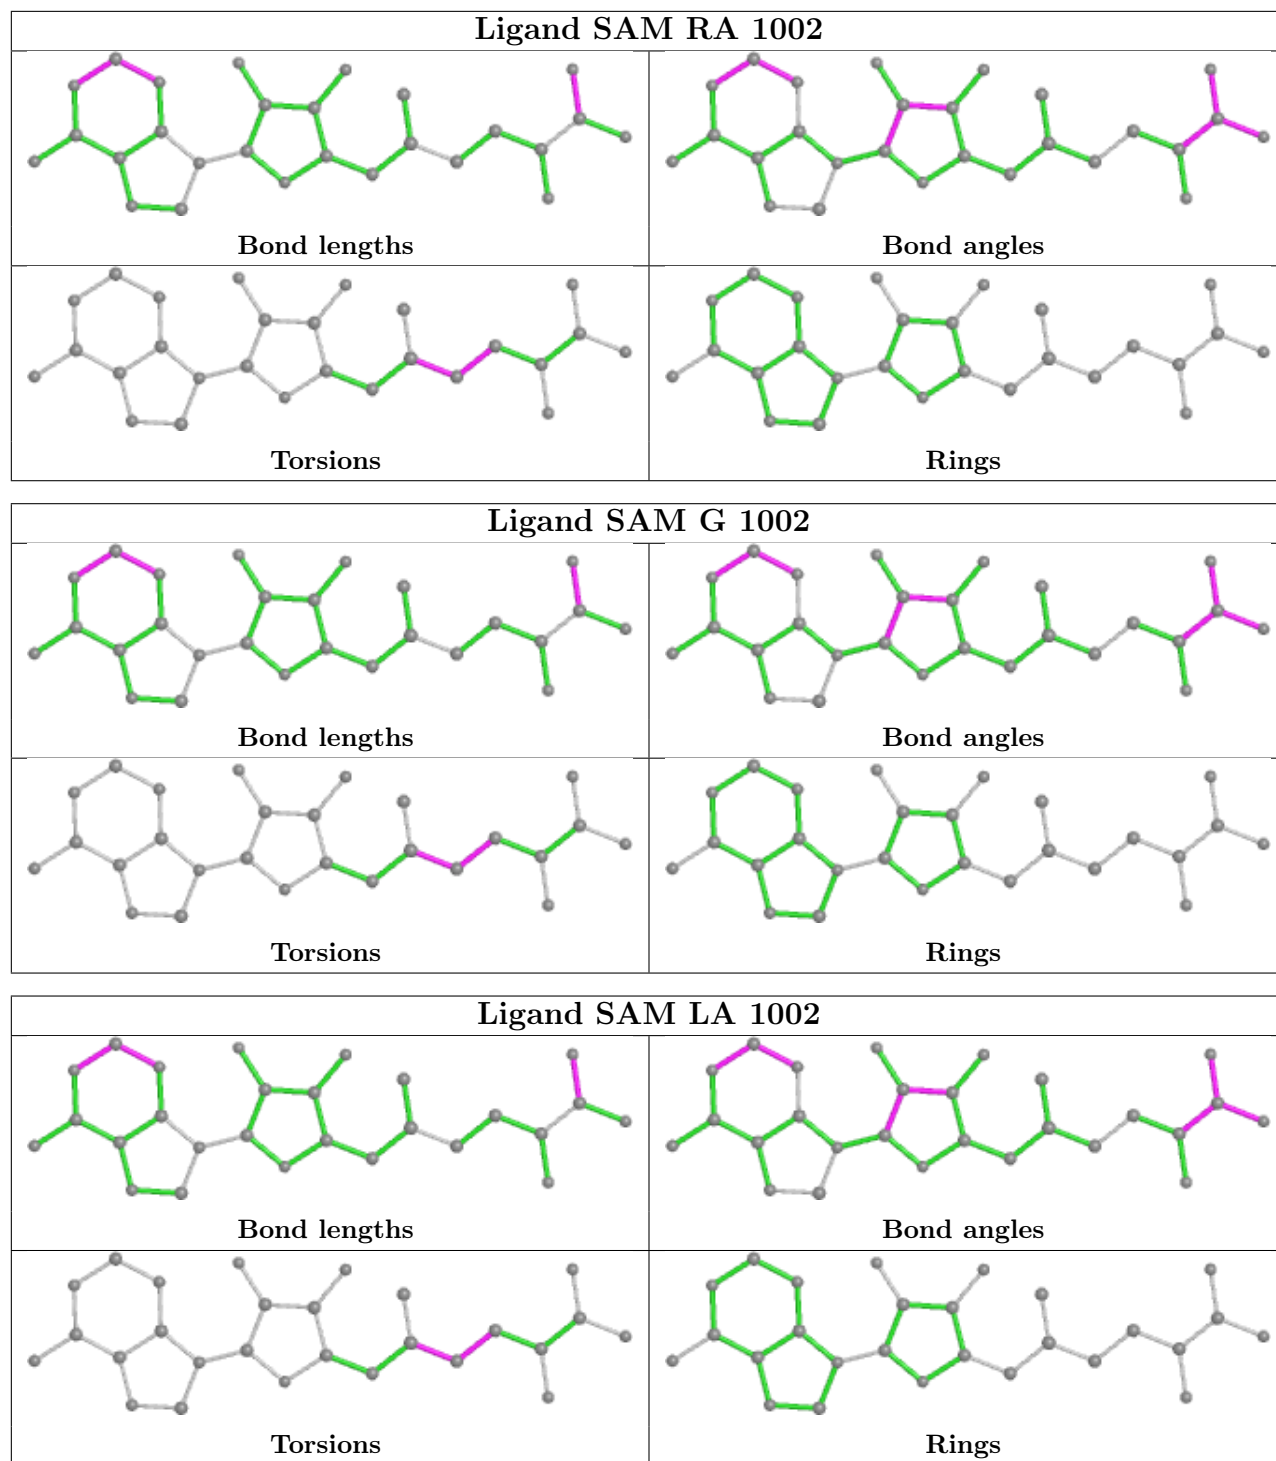 Ligand SAM RA 1002
Bond lengths
Bond angles
Torsions
Rings
Ligand SAM G 1002
Bond lengths
Bond angles
Torsions
Rings
Ligand SAM LA 1002
Bond lengths
Bond angles
Torsions
Rings